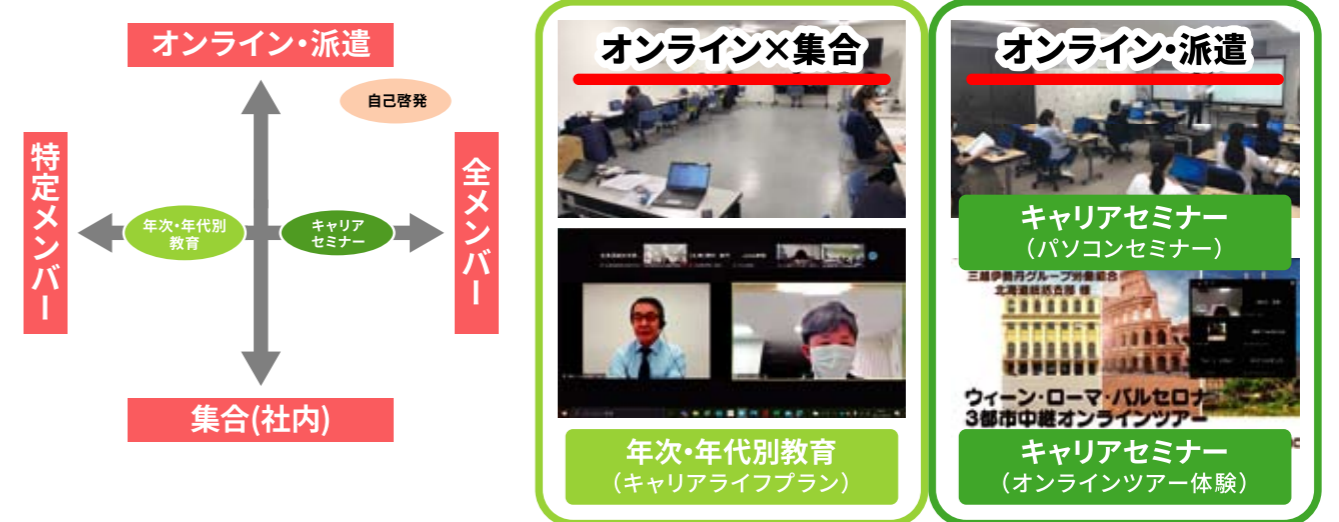 オンライン・派遣
自己啓発
特定メンバー
全メンバー
年次・年代別
教育
キャリア
セミナー
集合(社内)
オンライン×集合
年次・年代別教育
（キャリアライフプラン）
オンライン・派遣
キャリアセミナー
（パソコンセミナー）
三越伊勢丹グループ労働組合
北海道総括支部 様
ウィーン・ローマ・バルセロナ
3都市中継オンラインツアー
キャリアセミナー
（オンラインツアー体験）